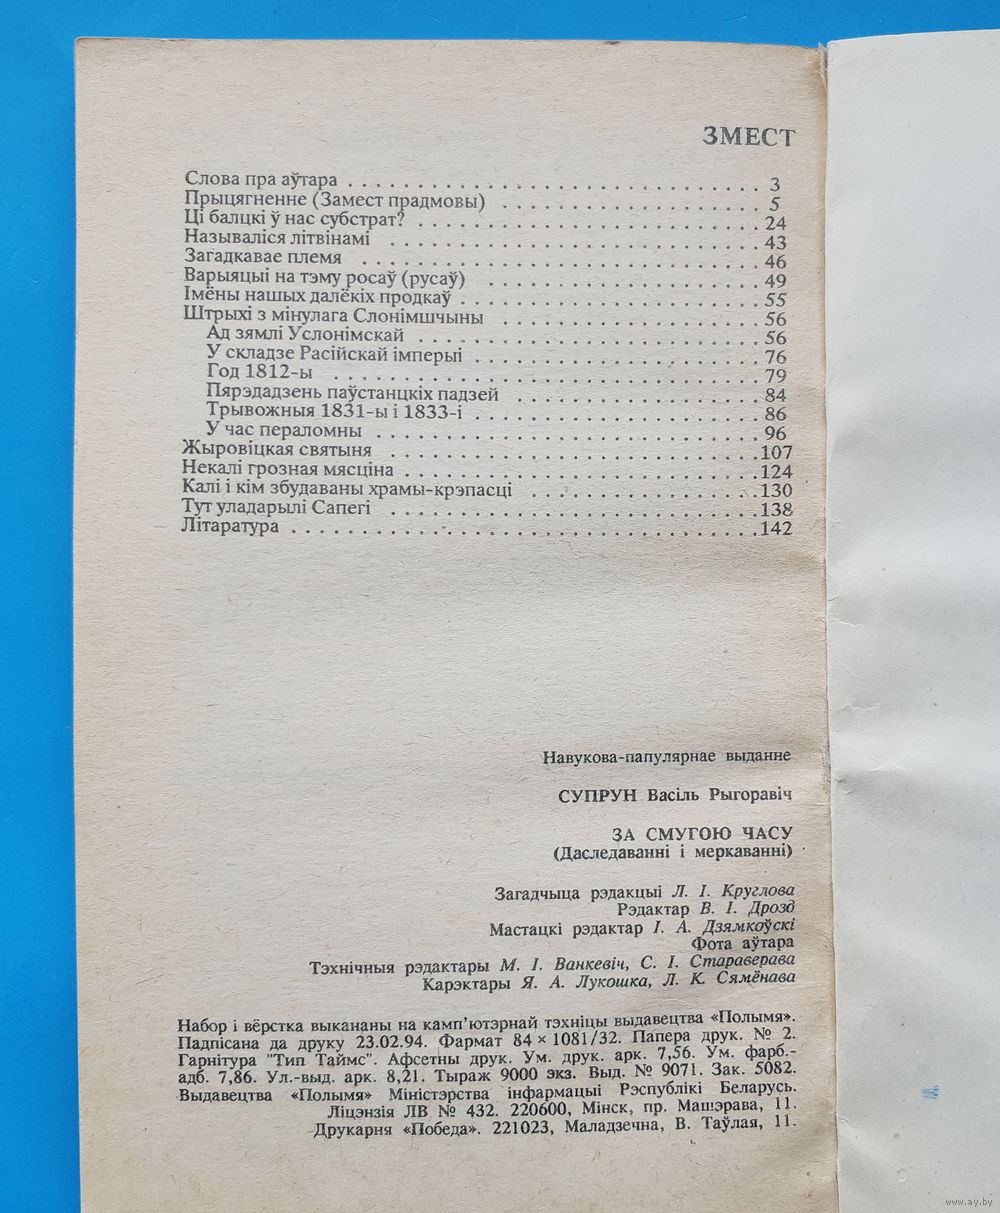 ЗМЕСТ
Слова пра аўтара . . . . . . . . . . . . . . . . . . . . . . . . . . . . . . . . . . . 3
Прыцягненне (Замест прадмовы) . . . . . . . . . . . . . . . . . . . . . . 5
Ці балцкі ў нас субстрат? . . . . . . . . . . . . . . . . . . . . . . . . . . . . . 24
Называліся літвінамі . . . . . . . . . . . . . . . . . . . . . . . . . . . . . . . 43
Загадкавае племя . . . . . . . . . . . . . . . . . . . . . . . . . . . . . . . . . . 46
Варыяцыі на тэму росаў (русаў) . . . . . . . . . . . . . . . . . . . . . . . 49
Імёны нашых далёкіх продкаў . . . . . . . . . . . . . . . . . . . . . . . . . 55
Штрыхі з мінулага Слонімшчыны . . . . . . . . . . . . . . . . . . . . . . 56
Ад зямлі Услонімскай . . . . . . . . . . . . . . . . . . . . . . . . . . . . . 56
У складзе Расійскай імперыі . . . . . . . . . . . . . . . . . . . . . . . . 76
Год 1812-ы . . . . . . . . . . . . . . . . . . . . . . . . . . . . . . . . . . . . 79
Пярэдадзень паўстанцкіх падзей . . . . . . . . . . . . . . . . . . . . . 84
Трывожныя 1831-ы і 1833-і . . . . . . . . . . . . . . . . . . . . . . . . 86
У час пераломны . . . . . . . . . . . . . . . . . . . . . . . . . . . . . . . . 96
Жыровіцкая святыня . . . . . . . . . . . . . . . . . . . . . . . . . . . . . . . 107
Некалі грозная мясціна . . . . . . . . . . . . . . . . . . . . . . . . . . . . . . 124
Калі і кім збудаваны храмы-крэпасці . . . . . . . . . . . . . . . . . . . 130
Тут уладарылі Сапегі . . . . . . . . . . . . . . . . . . . . . . . . . . . . . . . 138
Літаратура . . . . . . . . . . . . . . . . . . . . . . . . . . . . . . . . . . . . . . . 142
Навукова-папулярнае выданне
СУПРУН Васіль Рыгоравіч
ЗА СМУГОЮ ЧАСУ
(Даследаванні і меркаванні)
Загадчыца рэдакцыі Л. І. Круглова
Рэдактар В. І. Дрозд
Мастацкі рэдактар І. А. Дзямкоўскі
Фота аўтара
Тэхнічныя рэдактары М. І. Ванкевіч, С. І. Стараверава
Карэктары Я. А. Лукошка, Л. К. Сямёнава
Набор і вёрстка выкананы на камп'ютэрнай тэхніцы выдавецтва «Полымя».
Падпісана да друку 23.02.94. Фармат 84 × 1081/32. Папера друк. № 2.
Гарнітура "Тип Таймс". Афсетны друк. Ум. друк. арк. 7,56. Ум. фарб.-
адб. 7,86. Ул.-выд. арк. 8,21. Тыраж 9000 экз. Выд. № 9071. Зак. 5082.
Выдавецтва «Полымя» Міністэрства інфармацыі Рэспублікі Беларусь.
Ліцэнзія ЛВ № 432. 220600, Мінск, пр. Машэрава, 11.
Друкарня «Победа». 221023, Маладзечна, В. Таўлая, 11.
www.ay.by